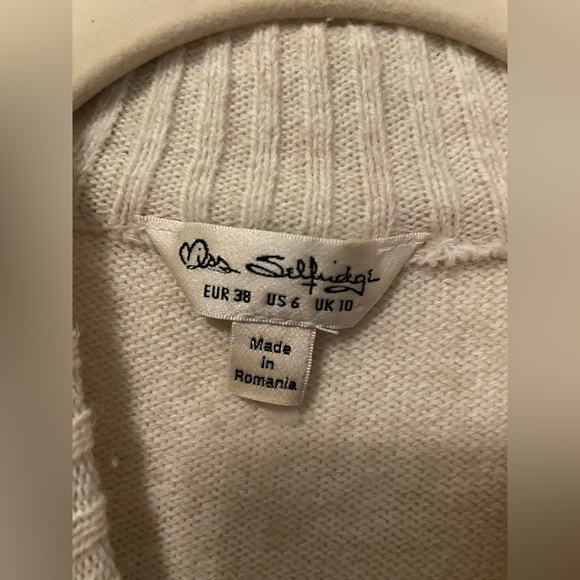 Miss Selfridge
EUR 38 US 6 UK 10
Made
in
Romania